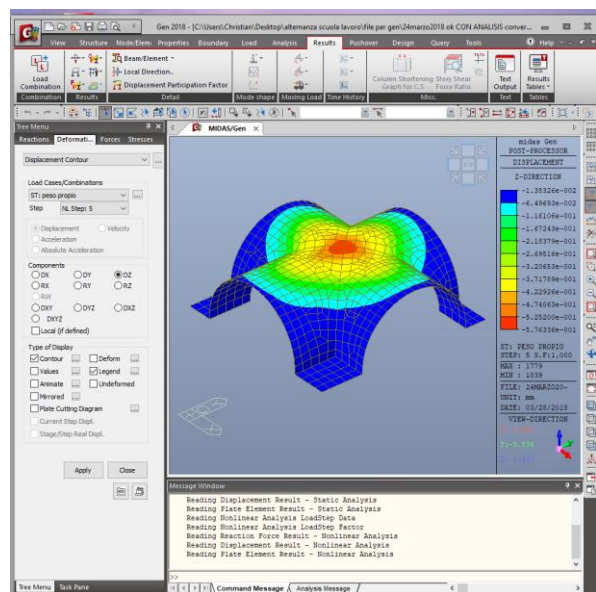 Gen 2018 - [C:\Users\Christian\Desktop\alternanza scuola lavoro\file per gen\24marzo2018 ok CON ANALISIS conver...
View Structure Node/Elem Properties Boundary Load Analysis Results Pushover Design Query Tools Help
Load Combination
Beam/Element
Local Direction..
Displacement Participation Factor
Column Shortening Graph for C.S
Story Shear Force Ratio
Text Output
Results Tables
Combination Results Detail Mode shape Moving Load Time History Misc. Text Tables
Tree Menu
Reactions Deformati... Forces Stresses
MIDAS/Gen
Displacement Contour
Load Cases/Combinations
ST: peso propio
Step NL Step: 5
Displacement Velocity
Acceleration
Absolute Acceleration
Components
DX DY DZ
RX RY RZ
RW
DXY DYZ DXZ
DXYZ
Local (if defined)
Type of Display
Contour Deform
Values Legend
Animate Undeformed
Mirrored
Plate Cutting Diagram
Current Step Displ.
Stage/Step Real Displ.
Apply Close
midas Gen
POST-PROCESSOR
DISPLACEMENT
Z-DIRECTION
-1.38326e-002
-6.49693e-002
-1.16106e-001
-1.67243e-001
-2.18379e-001
-2.69516e-001
-3.20653e-001
-3.71789e-001
-4.22926e-001
-4.74063e-001
-5.25200e-001
-5.76336e-001
ST: PESO PROPIO
STEP: 5 S.F:1.000
MAX : 1779
MIN : 1839
FILE: 24MARZO20~
UNIT: mm
DATE: 03/28/2018
VIEW-DIRECTION
Message Window
Reading Displacement Result - Static Analysis
Reading Plate Element Result - Static Analysis
Reading Nonlinear Analysis LoadStep Data
Reading Nonlinear Analysis LoadStep Factor
Reading Reaction Force Result - Nonlinear Analysis
Reading Displacement Result - Nonlinear Analysis
Reading Plate Element Result - Nonlinear Analysis
>>
Tree Menu Task Pane
Command Message Analysis Message